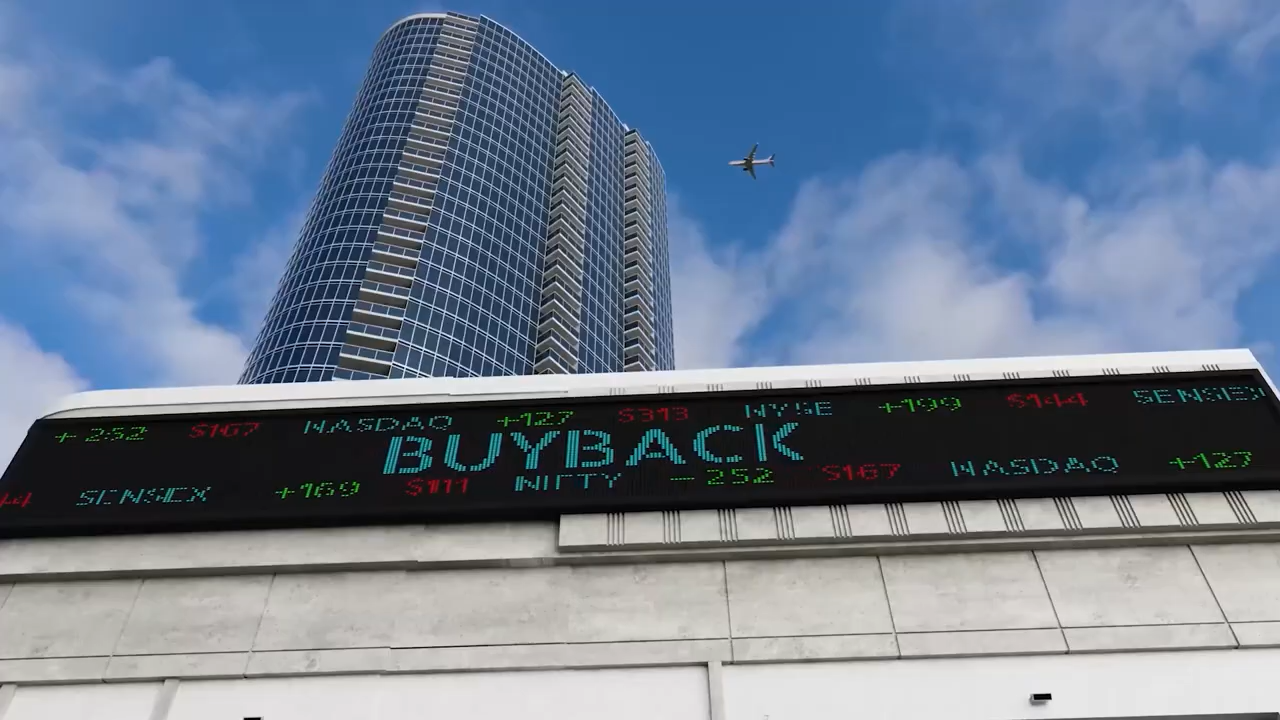 + 252 $167 NASDAQ +127 $313 NYSE +199 $144 SENSEX
BUYBACK
SENSEX +169 $111 NIFTY -252 $167 NASDAQ +127